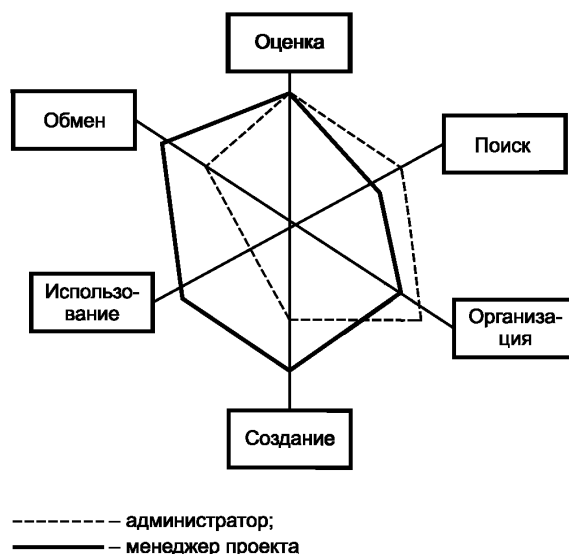 Оценка
Обмен
Поиск
Использо-
вание
Организа-
ция
Создание
– администратор;
– менеджер проекта